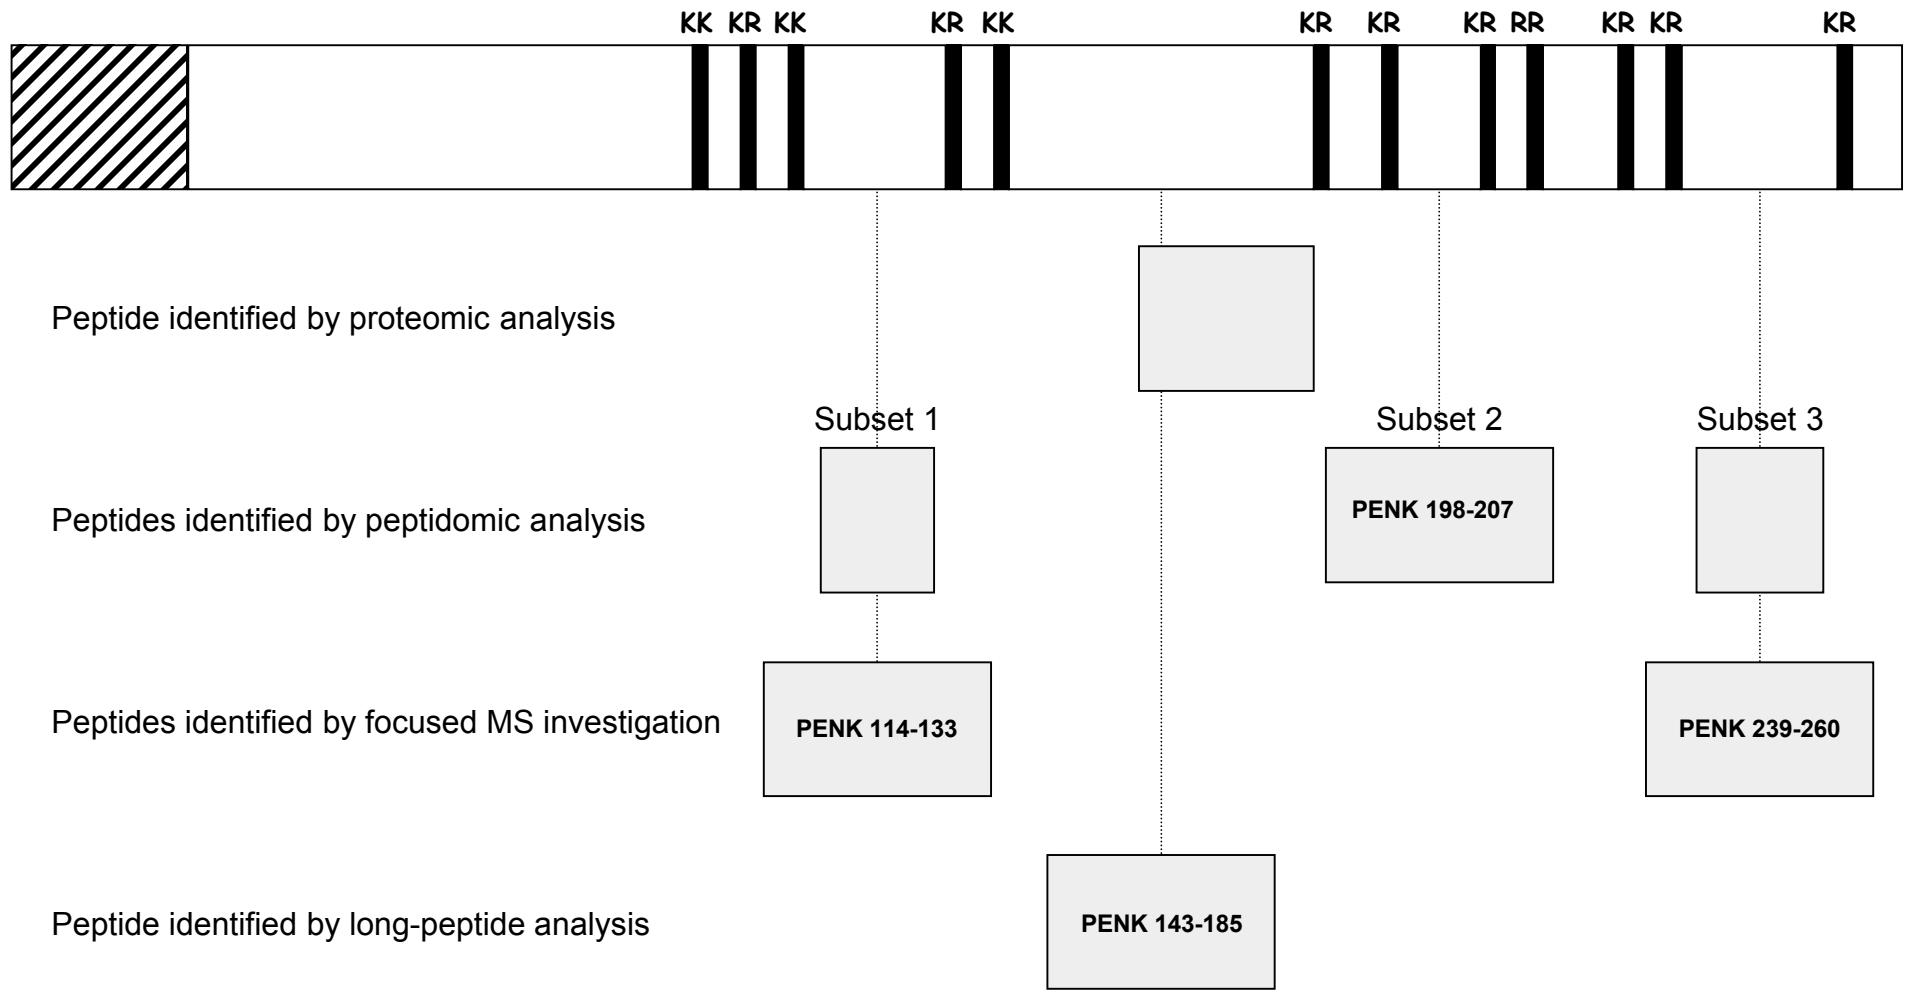 KK KR KK KR KK KR KR KR RR KR KR KR
Peptide identified by proteomic analysis
Subset 1 Subset 2 Subset 3
Peptides identified by peptidomic analysis
PENK 198-207
Peptides identified by focused MS investigation
PENK 114-133
PENK 239-260
Peptide identified by long-peptide analysis
PENK 143-185